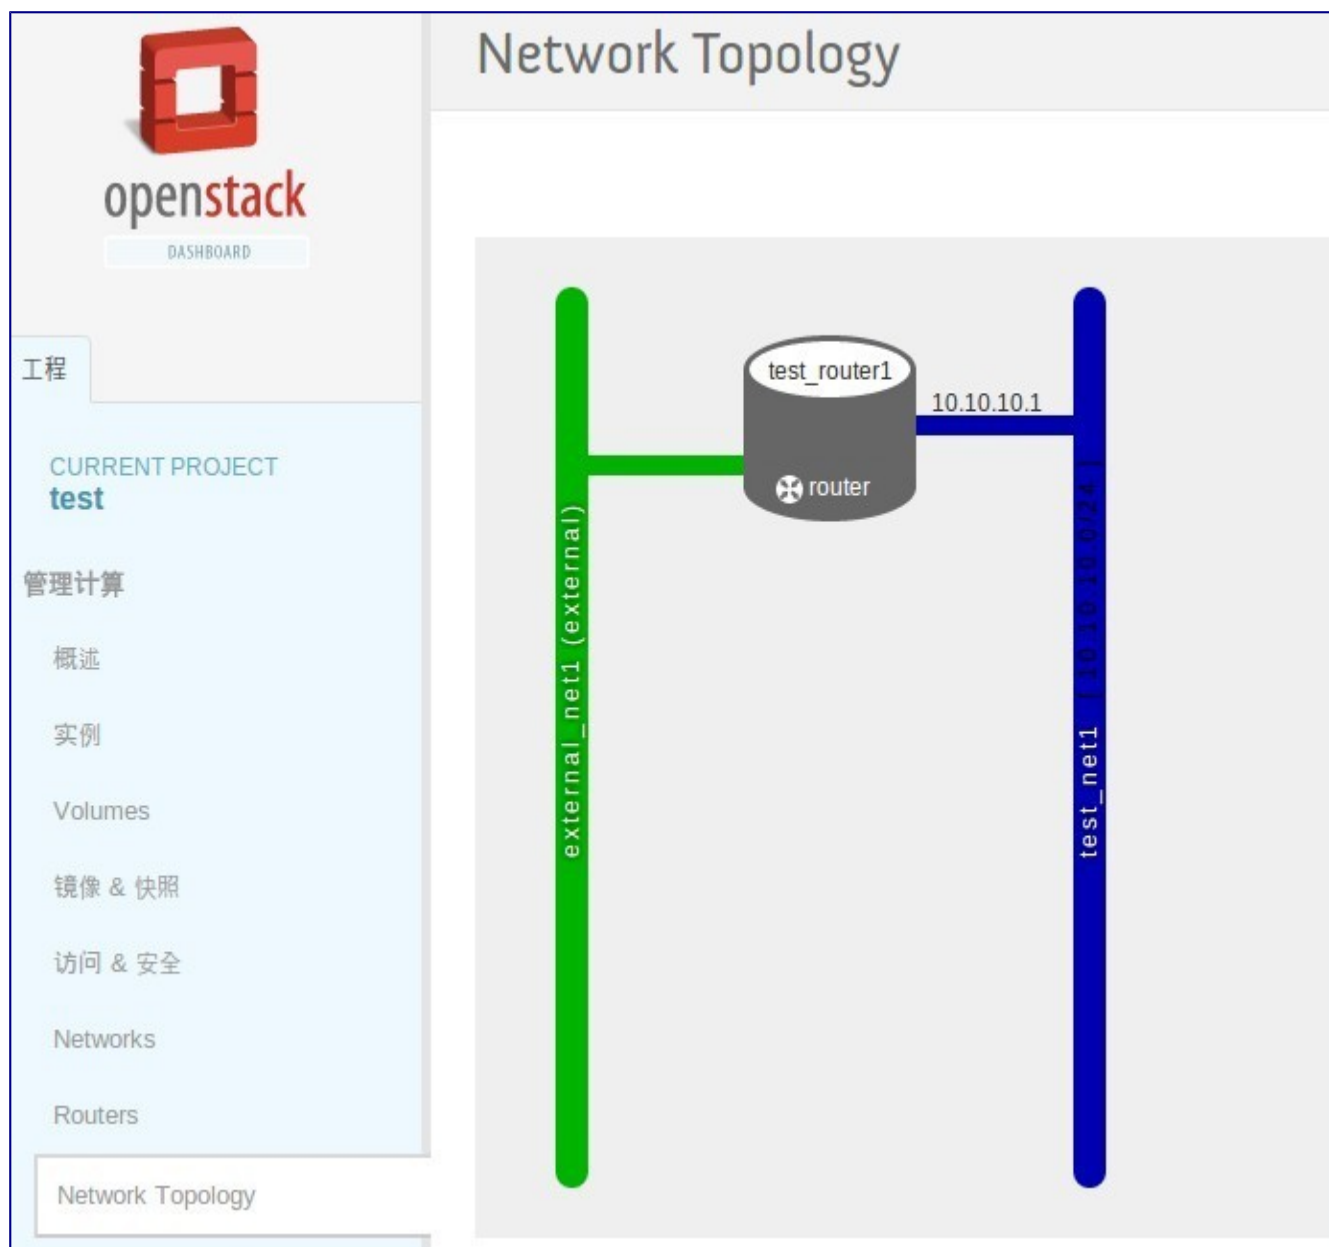 openstack
DASHBOARD
工程
CURRENT PROJECT
test
管理计算
概述
实例
Volumes
镜像 & 快照
访问 & 安全
Networks
Routers
Network Topology
Network Topology
external_net1 (external)
test_router1
router
10.10.10.1
test_net1 [ 10.10.10.0/24 ]